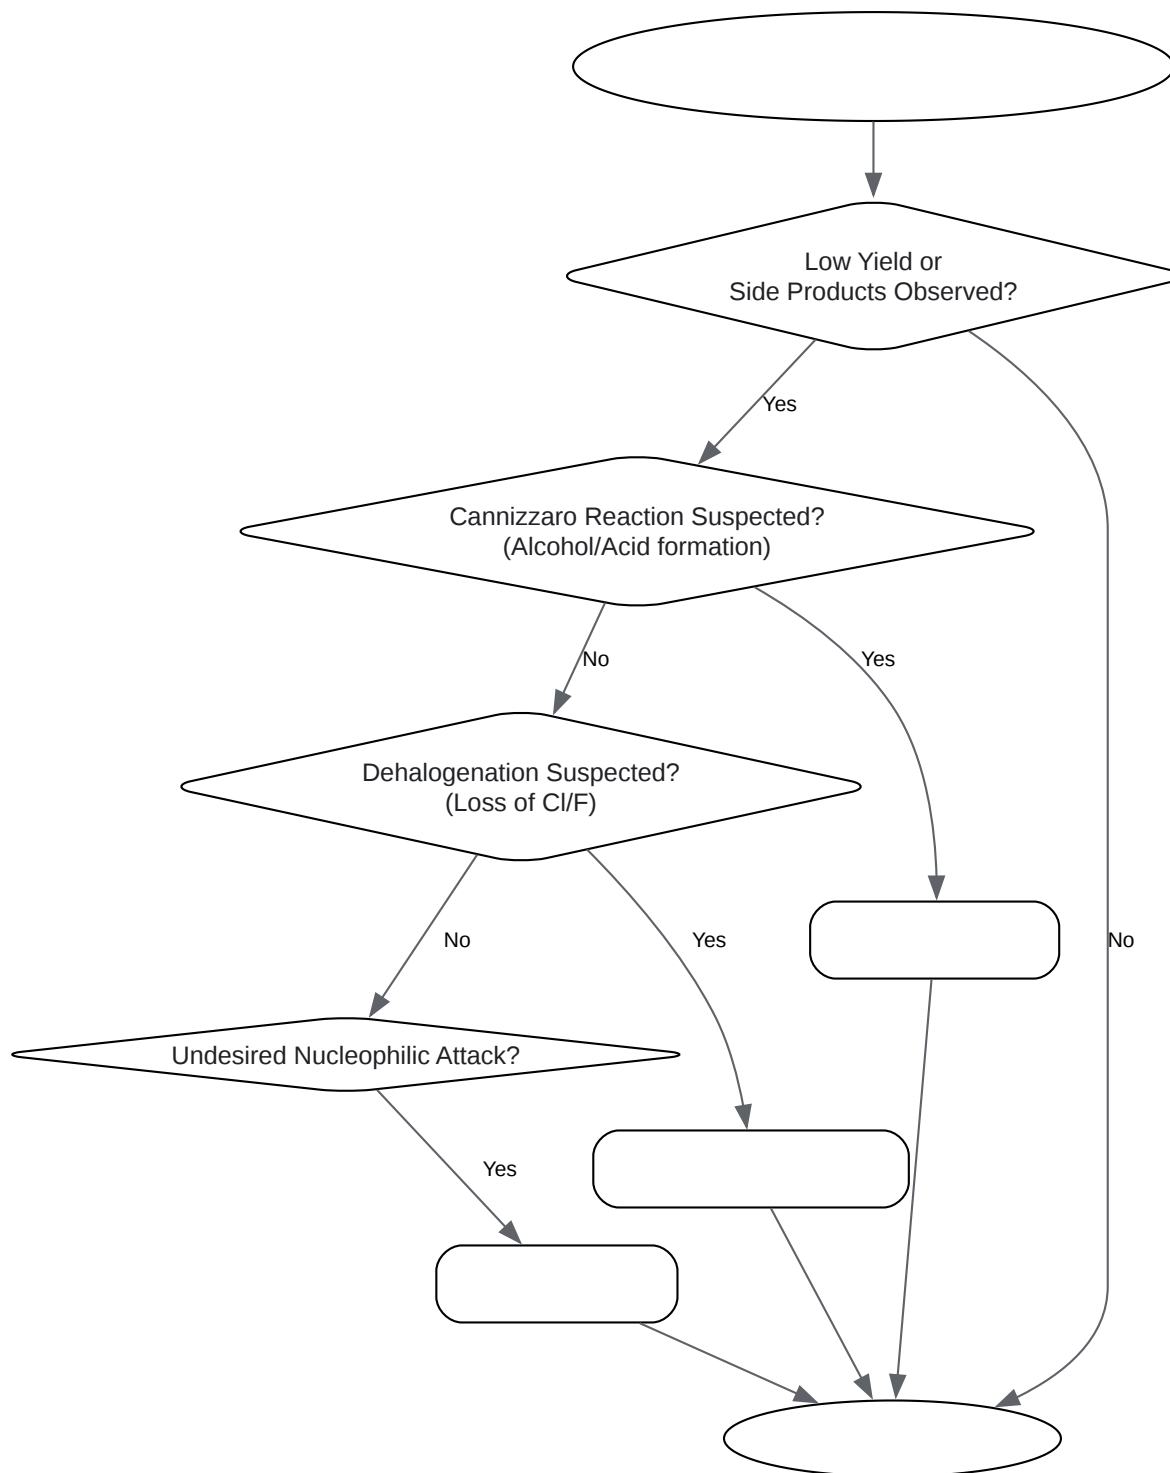 Low Yield or
Side Products Observed?
Yes
Cannizzaro Reaction Suspected?
(Alcohol/Acid formation)
No
Yes
Dehalogenation Suspected?
(Loss of Cl/F)
No
Yes
No
Undesired Nucleophilic Attack?
Yes